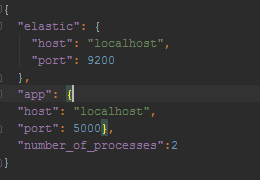 {
"elastic": {
"host": "localhost",
"port": 9200
},
"app": {
"host": "localhost",
"port": 5000},
"number_of_processes":2
}